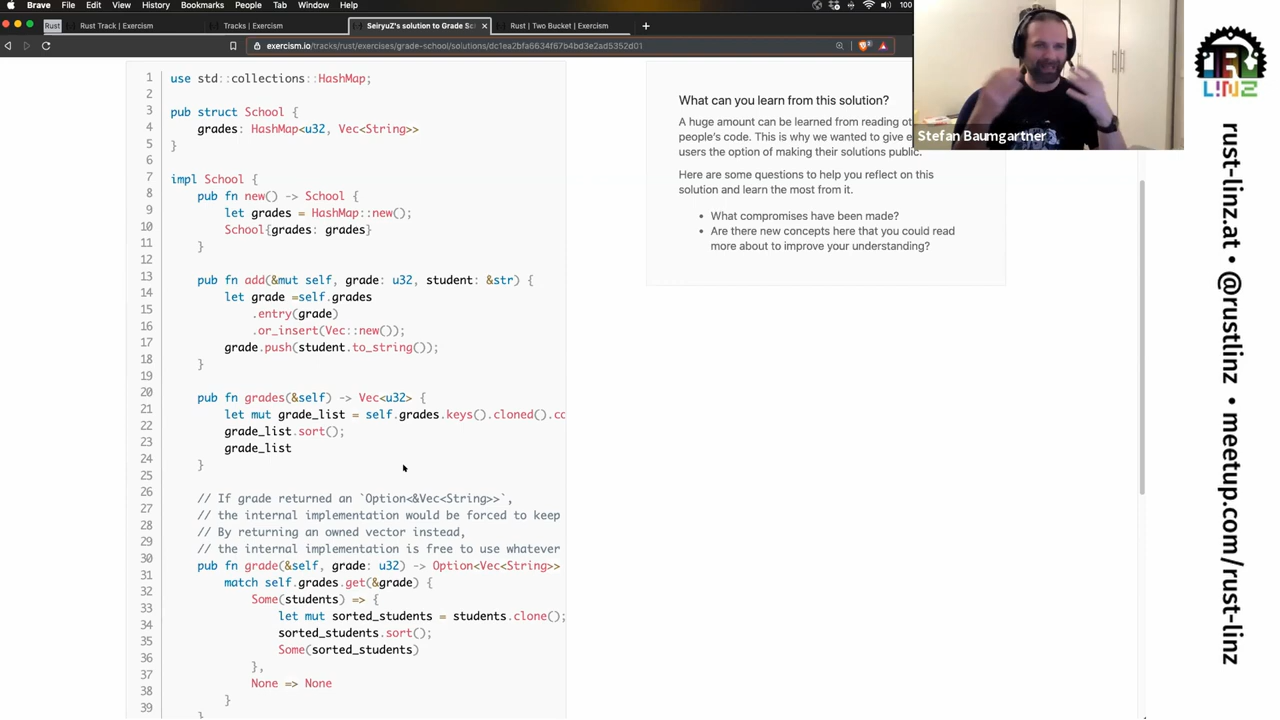 Brave File Edit View History Bookmarks People Tab Window Help
100
Rust Rust Track | Exercism
Tracks | Exercism
SeiryuZ's solution to Grade Sc
Rust | Two Bucket | Exercism
exercism.io/tracks/rust/exercises/grade-school/solutions/dc1ea2bfa6634f67b4bd3e2ad5352d01
1 use std::collections::HashMap;
2
3 pub struct School {
4 grades: HashMap<u32, Vec<String>>
5 }
6
7 impl School {
8 pub fn new() -> School {
9 let grades = HashMap::new();
10 School{grades: grades}
11 }
12
13 pub fn add(&mut self, grade: u32, student: &str) {
14 let grade =self.grades
15 .entry(grade)
16 .or_insert(Vec::new());
17 grade.push(student.to_string());
18 }
19
20 pub fn grades(&self) -> Vec<u32> {
21 let mut grade_list = self.grades.keys().cloned().co
22 grade_list.sort();
23 grade_list
24 }
25
26 // If grade returned an `Option<&Vec<String>>`,
27 // the internal implementation would be forced to keep
28 // By returning an owned vector instead,
29 // the internal implementation is free to use whatever
30 pub fn grade(&self, grade: u32) -> Option<Vec<String>>
31 match self.grades.get(&grade) {
32 Some(students) => {
33 let mut sorted_students = students.clone();
34 sorted_students.sort();
35 Some(sorted_students)
36 },
37 None => None
38 }
39 }
What can you learn from this solution?
A huge amount can be learned from reading ot
people's code. This is why we wanted to give e
users the option of making their solutions public.
Here are some questions to help you reflect on this
solution and learn the most from it.
• What compromises have been made?
• Are there new concepts here that you could read
more about to improve your understanding?
Stefan Baumgartner
L!NZ
rust-linz.at • @rustlinz • meetup.com/rust-linz